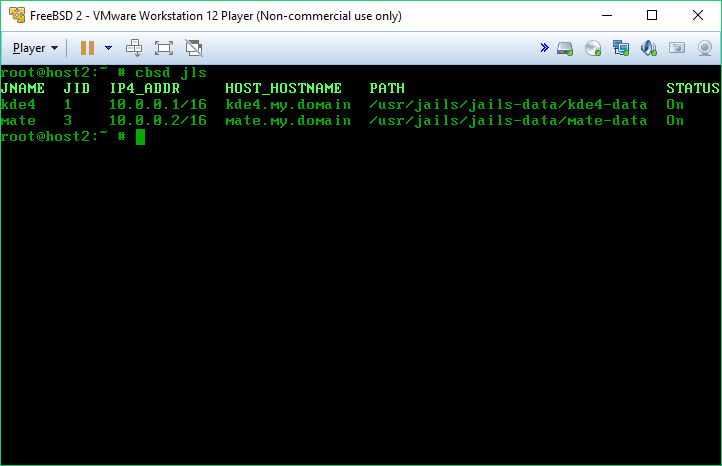 FreeBSD 2 - VMware Workstation 12 Player (Non-commercial use only)
Player
root@host2:~ # cbsd jls
JNAME JID IP4_ADDR HOST_HOSTNAME PATH STATUS
kde4 1 10.0.0.1/16 kde4.my.domain /usr/jails/jails-data/kde4-data On
mate 3 10.0.0.2/16 mate.my.domain /usr/jails/jails-data/mate-data On
root@host2:~ #